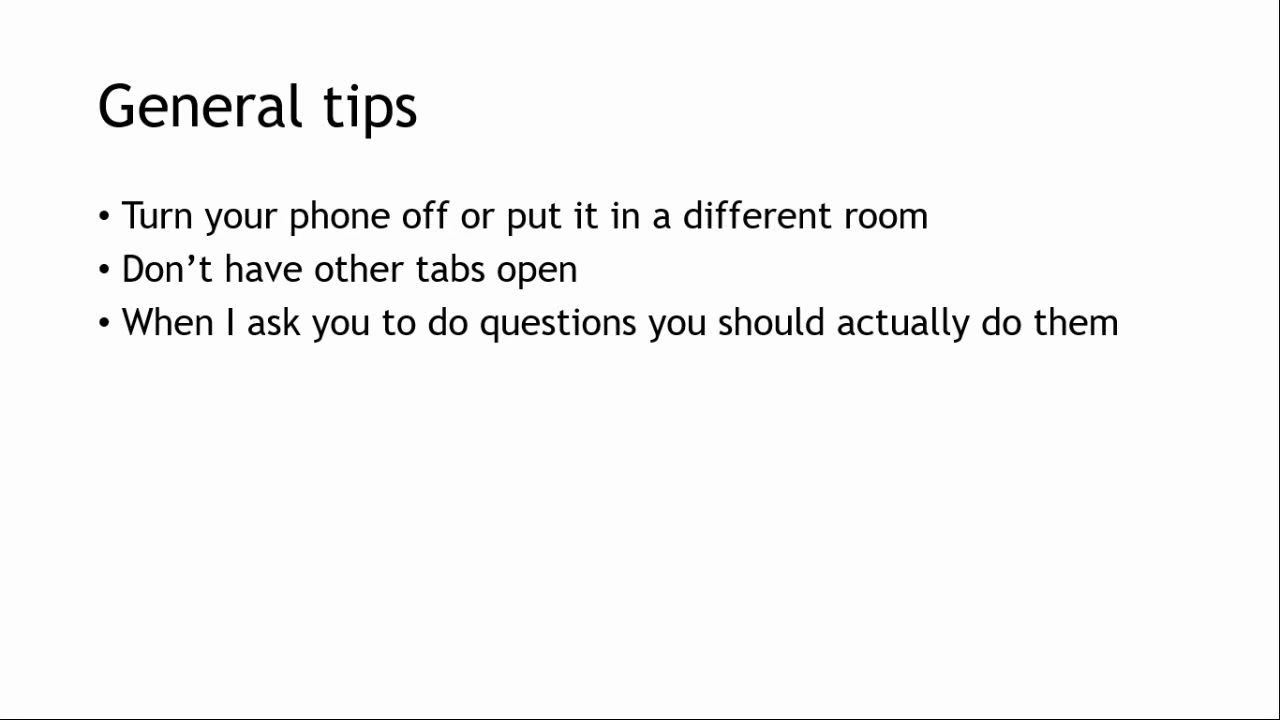 General tips
• Turn your phone off or put it in a different room
• Don’t have other tabs open
• When I ask you to do questions you should actually do them